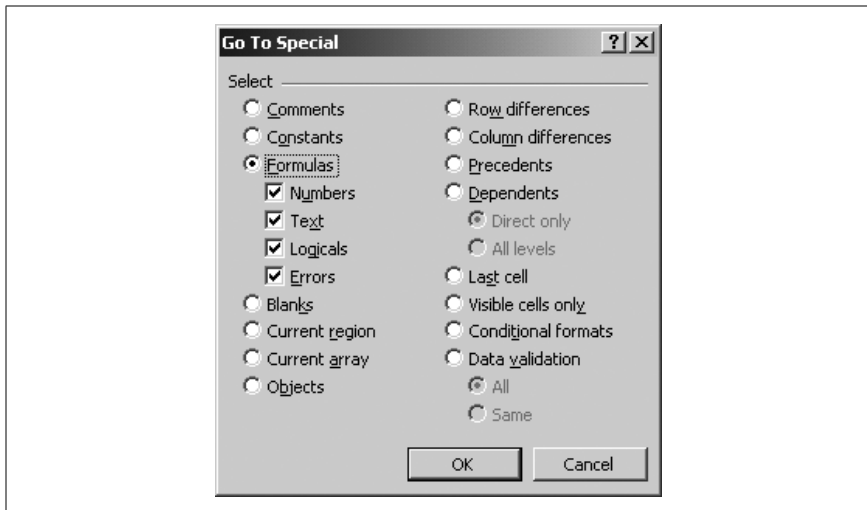 Go To Special
Select
Comments
Constants
Formulas
Numbers
Text
Logicals
Errors
Blanks
Current region
Current array
Objects
Row differences
Column differences
Precedents
Dependents
Direct only
All levels
Last cell
Visible cells only
Conditional formats
Data validation
All
Same
OK
Cancel